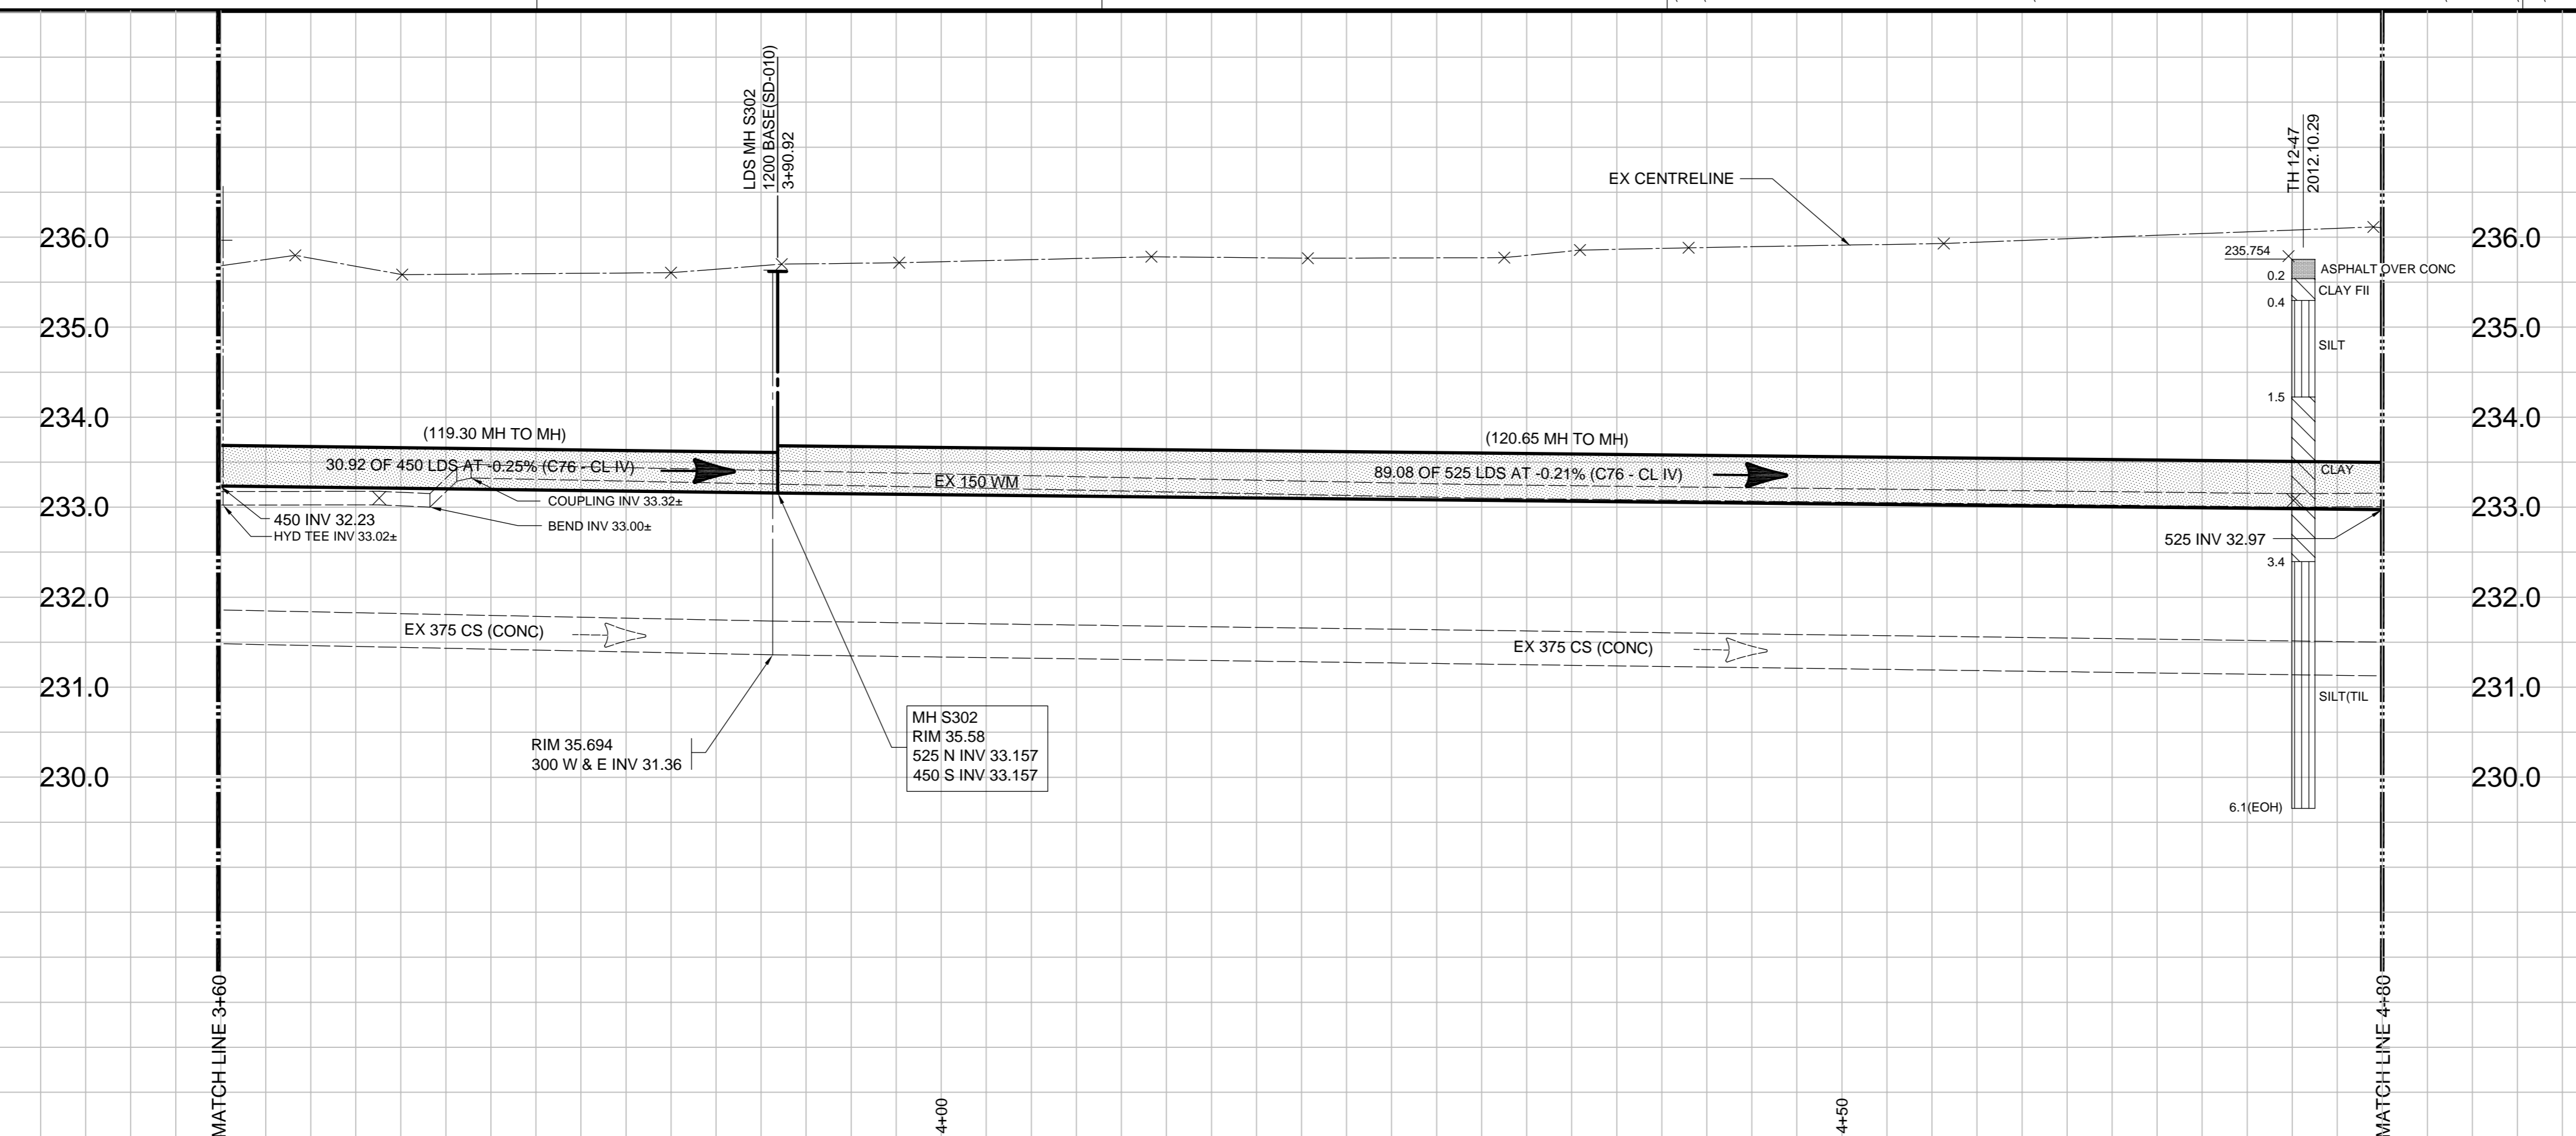 LDS MH S302
1200 BASE(SD-010)
3+90.92
TH 12-47
2012.10.29
EX CENTRELINE
236.0
236.0
235.754
0.2
ASPHALT OVER CONC
CLAY FII
0.4
235.0
235.0
SILT
1.5
234.0
234.0
(119.30 MH TO MH)
(120.65 MH TO MH)
30.92 OF 450 LDS AT -0.25% (C76 - CL IV)
89.08 OF 525 LDS AT -0.21% (C76 - CL IV)
CLAY
EX 150 WM
COUPLING INV 33.32±
233.0
233.0
450 INV 32.23
BEND INV 33.00±
HYD TEE INV 33.02±
525 INV 32.97
3.4
232.0
232.0
EX 375 CS (CONC)
EX 375 CS (CONC)
231.0
231.0
SILT(TIL
MH S302
RIM 35.58
525 N INV 33.157
450 S INV 33.157
RIM 35.694
300 W & E INV 31.36
230.0
230.0
6.1(EOH)
MATCH LINE 3+60
4+00
4+50
MATCH LINE 4+80